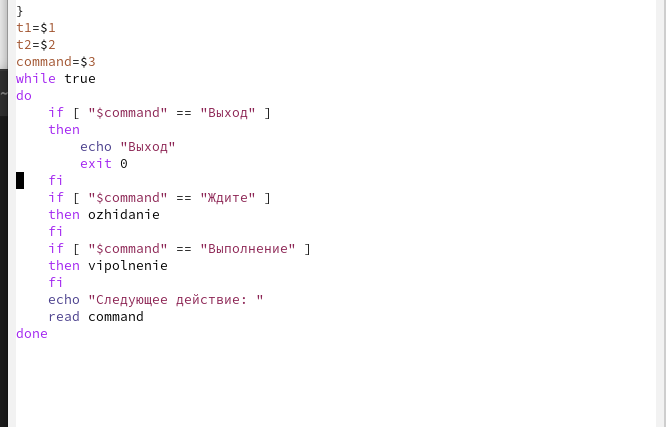 }
t1=$1
t2=$2
command=$3
while true
do
    if [ "$command" == "Выход" ]
    then
        echo "Выход"
        exit 0
    fi
    if [ "$command" == "Ждите" ]
    then ozhidanie
    fi
    if [ "$command" == "Выполнение" ]
    then vipolnenie
    fi
    echo "Следующее действие: "
    read command
done